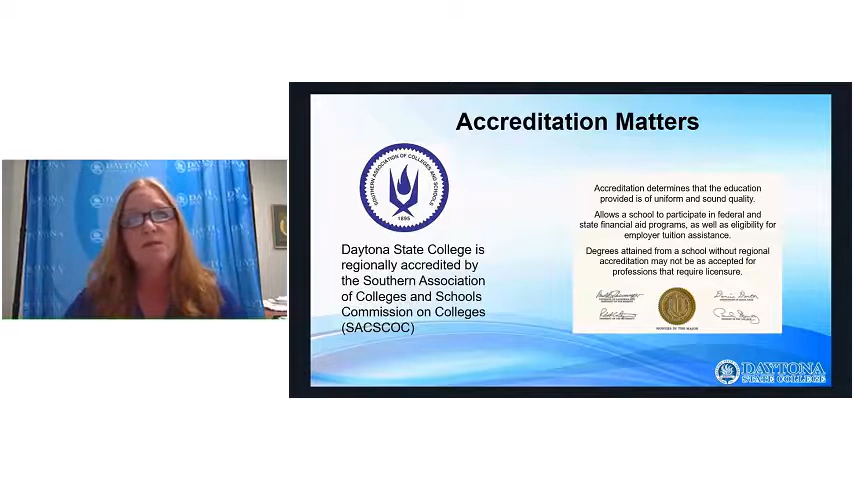 Accreditation Matters
SOUTHERN ASSOCIATION OF COLLEGES AND SCHOOLS
1895
Daytona State College is
regionally accredited by
the Southern Association
of Colleges and Schools
Commission on Colleges
(SACSCOC)
Accreditation determines that the education
provided is of uniform and sound quality.
Allows a school to participate in federal and
state financial aid programs, as well as eligibility for
employer tuition assistance.
Degrees attained from a school without regional
accreditation may not be as accepted for
professions that require licensure.
DAYTONA
STATE COLLEGE
DAYTONA